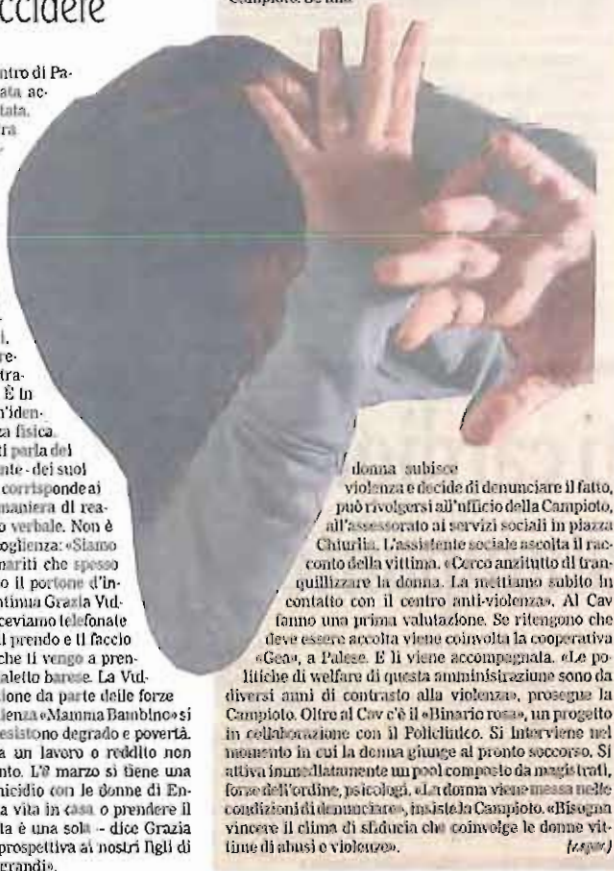 ccidere
ntro di Pa-
ata ac-
tata.
ra
i.
re-
tra-
È in
n'iden-
za fisica.
ti parla del
nte - dei suoi
corrisponde ai
maniera di rea-
o verbale. Non è
oglienza: «Siamo
mariti che spesso
o il portone d'in-
ntinua Grazia Vul-
ceviamo telefonate
i prendo e ti faccio
che ti vengo a pren-
aletto barese. La Vul-
ione da parte delle forze
lienza «Mamma Bambino» si
esistono degrado e povertà.
a un lavoro o reddito non
nto. L'8 marzo si tiene una
nicidio con le donne di En-
a vita in casa o prendere il
ta è una sola - dice Grazia
prospettiva ai nostri figli di
grandi».
donna subisce
violenza e decide di denunciare il fatto,
può rivolgersi all'ufficio della Campioto,
all'assessorato ai servizi sociali in piazza
Chiurlia. L'assistente sociale ascolta il rac-
conto della vittima. «Cerco anzitutto di tran-
quillizzare la donna. La mettiamo subito in
contatto con il centro anti-violenza». Al Cav
fanno una prima valutazione. Se ritengono che
deve essere accolta viene coinvolta la cooperativa
«Gea», a Palese. E lì viene accompagnata. «Le po-
litiche di welfare di questa amministrazione sono da
diversi anni di contrasto alla violenza», prosegue la
Campioto. Oltre al Cav c'è il «Binario rosa», un progetto
in collaborazione con il Policlinico. Si interviene nel
momento in cui la donna giunge al pronto soccorso. Si
attiva immediatamente un pool composto da magistrati,
forze dell'ordine, psicologi. «La donna viene messa nelle
condizioni di denunciare», insiste la Campioto. «Bisogna
vincere il clima di sfiducia che coinvolge le donne vit-
time di abusi e violenze».